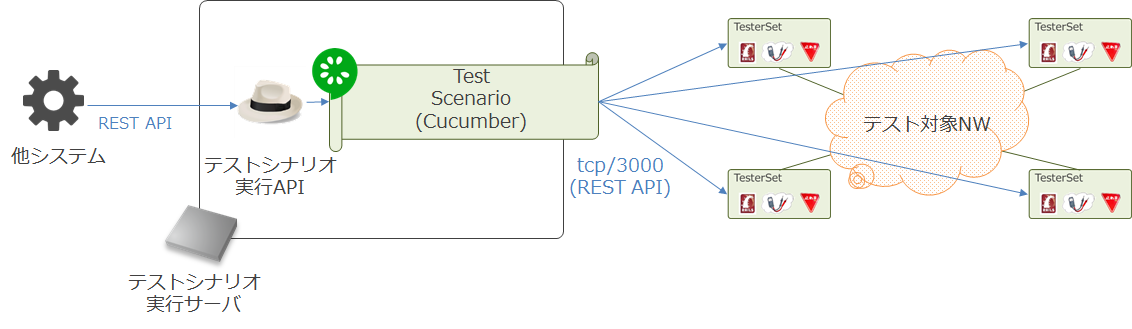 他システム
REST API
テストシナリオ
実行API
Test
Scenario
(Cucumber)
tcp/3000
(REST API)
テストシナリオ
実行サーバ
TesterSet
TesterSet
テスト対象NW
TesterSet
TesterSet